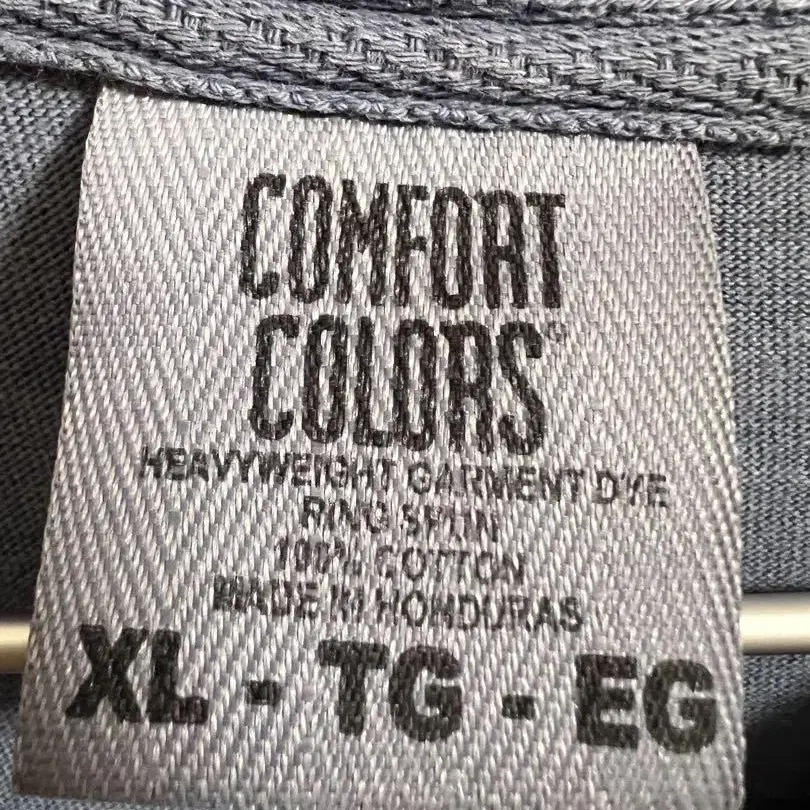 COMFORT
COLORS®
HEAVYWEIGHT GARMENT DYE
RING SPUN
100% COTTON
MADE IN HONDURAS
XL - TG - EG